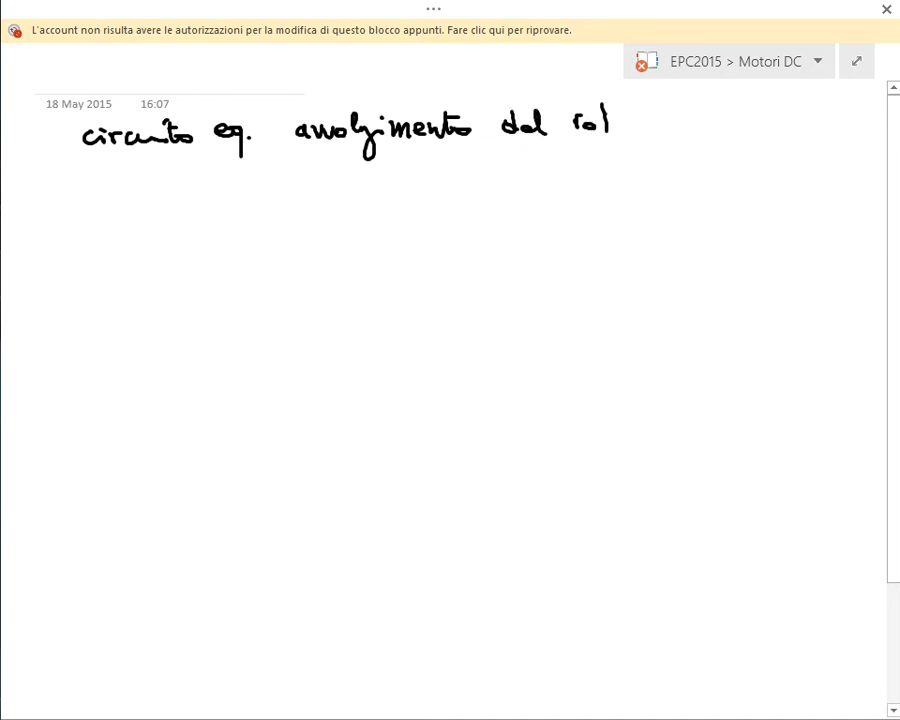 L'account non risulta avere le autorizzazioni per la modifica di questo blocco appunti. Fare clic qui per riprovare.
EPC2015 > Motori DC
18 May 2015 16:07
circuito eq. avvolgimento del rot